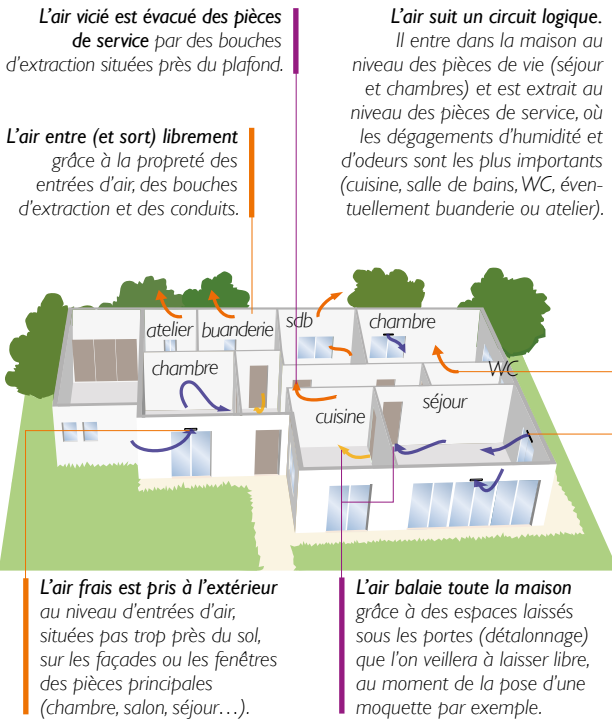 L'air vicié est évacué des pièces
de service par des bouches
d'extraction situées près du plafond.
L'air suit un circuit logique.
Il entre dans la maison au
niveau des pièces de vie (séjour
et chambres) et est extrait au
niveau des pièces de service, où
les dégagements d'humidité et
d'odeurs sont les plus importants
(cuisine, salle de bains, WC, éven-
tuellement buanderie ou atelier).
L'air entre (et sort) librement
grâce à la propreté des
entrées d'air, des bouches
d'extraction et des conduits.
atelier
buanderie
sdb
chambre
chambre
WC
cuisine
séjour
L'air frais est pris à l'extérieur
au niveau d'entrées d'air,
situées pas trop près du sol,
sur les façades ou les fenêtres
des pièces principales
(chambre, salon, séjour…).
L'air balaie toute la maison
grâce à des espaces laissés
sous les portes (détalonnage)
que l'on veillera à laisser libre,
au moment de la pose d'une
moquette par exemple.